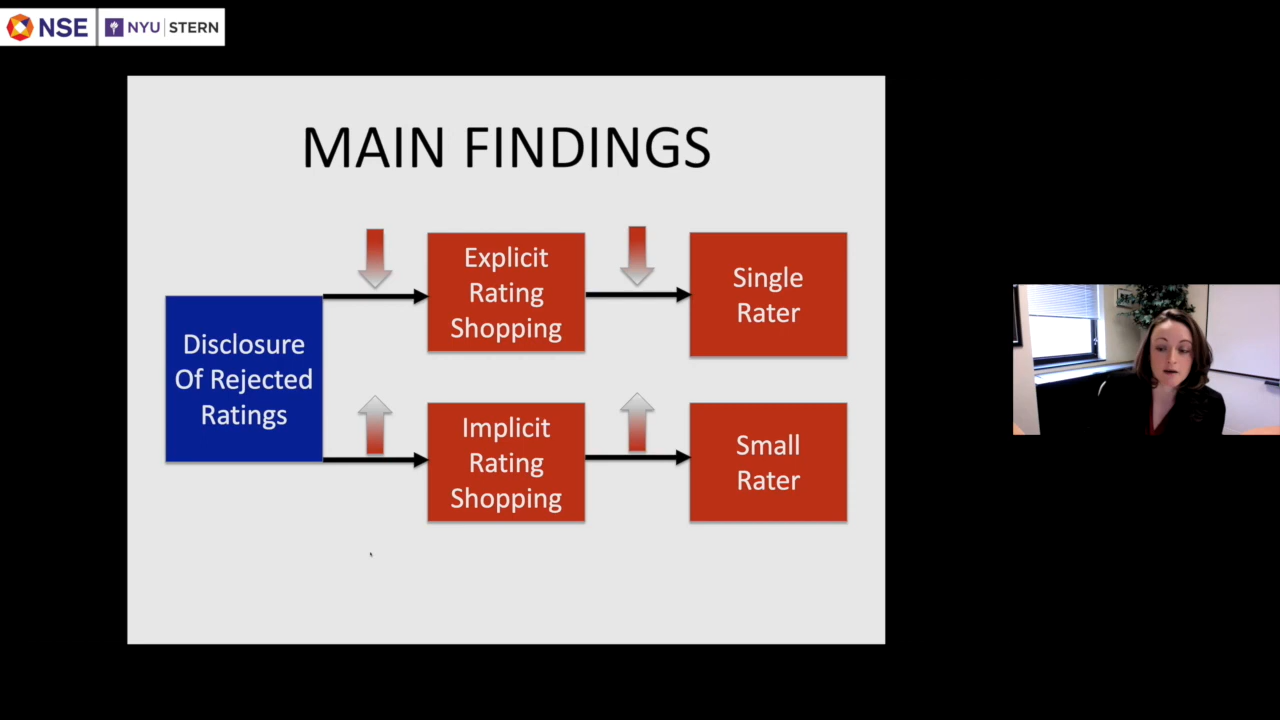 NSE
NYU STERN
MAIN FINDINGS
Explicit
Rating
Shopping
Single
Rater
Disclosure
Of Rejected
Ratings
Implicit
Rating
Shopping
Small
Rater